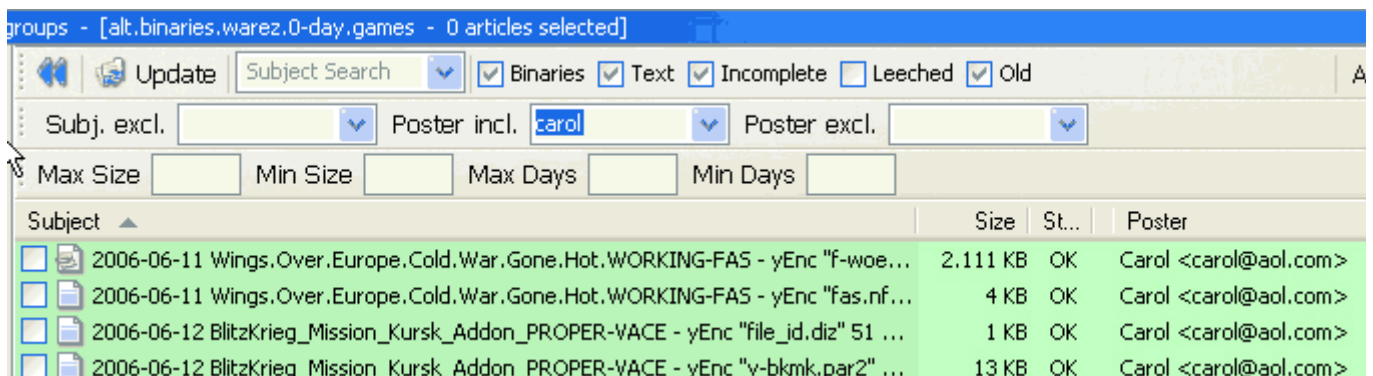 groups - [alt.binaries.warez.0-day.games - 0 articles selected]
Update Subject Search Binaries Text Incomplete Leeched Old A
Subj. excl. Poster incl. carol Poster excl.
Max Size Min Size Max Days Min Days
Subject Size St... Poster
2006-06-11 Wings.Over.Europe.Cold.War.Gone.Hot.WORKING-FAS - yEnc "f-woe... 2.111 KB OK Carol <carol@aol.com>
2006-06-11 Wings.Over.Europe.Cold.War.Gone.Hot.WORKING-FAS - yEnc "fas.nf... 4 KB OK Carol <carol@aol.com>
2006-06-12 BlitzKrieg_Mission_Kursk_Addon_PROPER-VACE - yEnc "file_id.diz" 51 ... 1 KB OK Carol <carol@aol.com>
2006-06-12 BlitzKrieg_Mission_Kursk_Addon_PROPER-VACE - yEnc "v-bkmk.par2" ... 13 KB OK Carol <carol@aol.com>